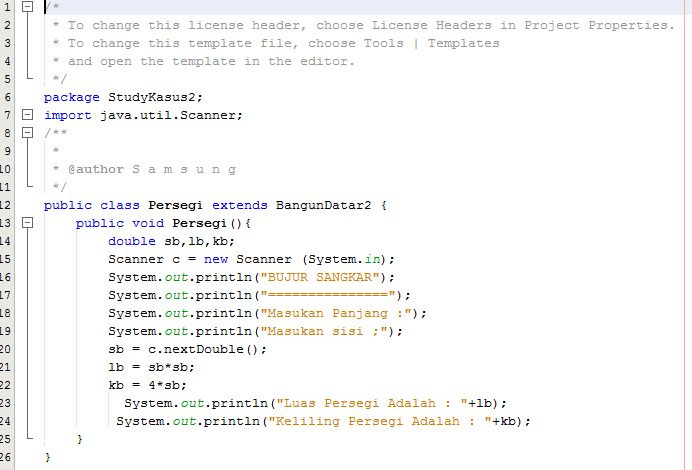 1 /*
2 * To change this license header, choose License Headers in Project Properties.
3 * To change this template file, choose Tools | Templates
4 * and open the template in the editor.
5 */
6 package StudyKasus2;
7 import java.util.Scanner;
8 /**
9 *
10 * @author S a m s u n g
11 */
12 public class Persegi extends BangunDatar2 {
13 public void Persegi(){
14 double sb,lb,kb;
15 Scanner c = new Scanner (System.in);
16 System.out.println("BUJUR SANGKAR");
17 System.out.println("===============");
18 System.out.println("Masukan Panjang :");
19 System.out.println("Masukan sisi ;");
20 sb = c.nextDouble();
21 lb = sb*sb;
22 kb = 4*sb;
23 System.out.println("Luas Persegi Adalah : "+lb);
24 System.out.println("Keliling Persegi Adalah : "+kb);
25 }
26 }